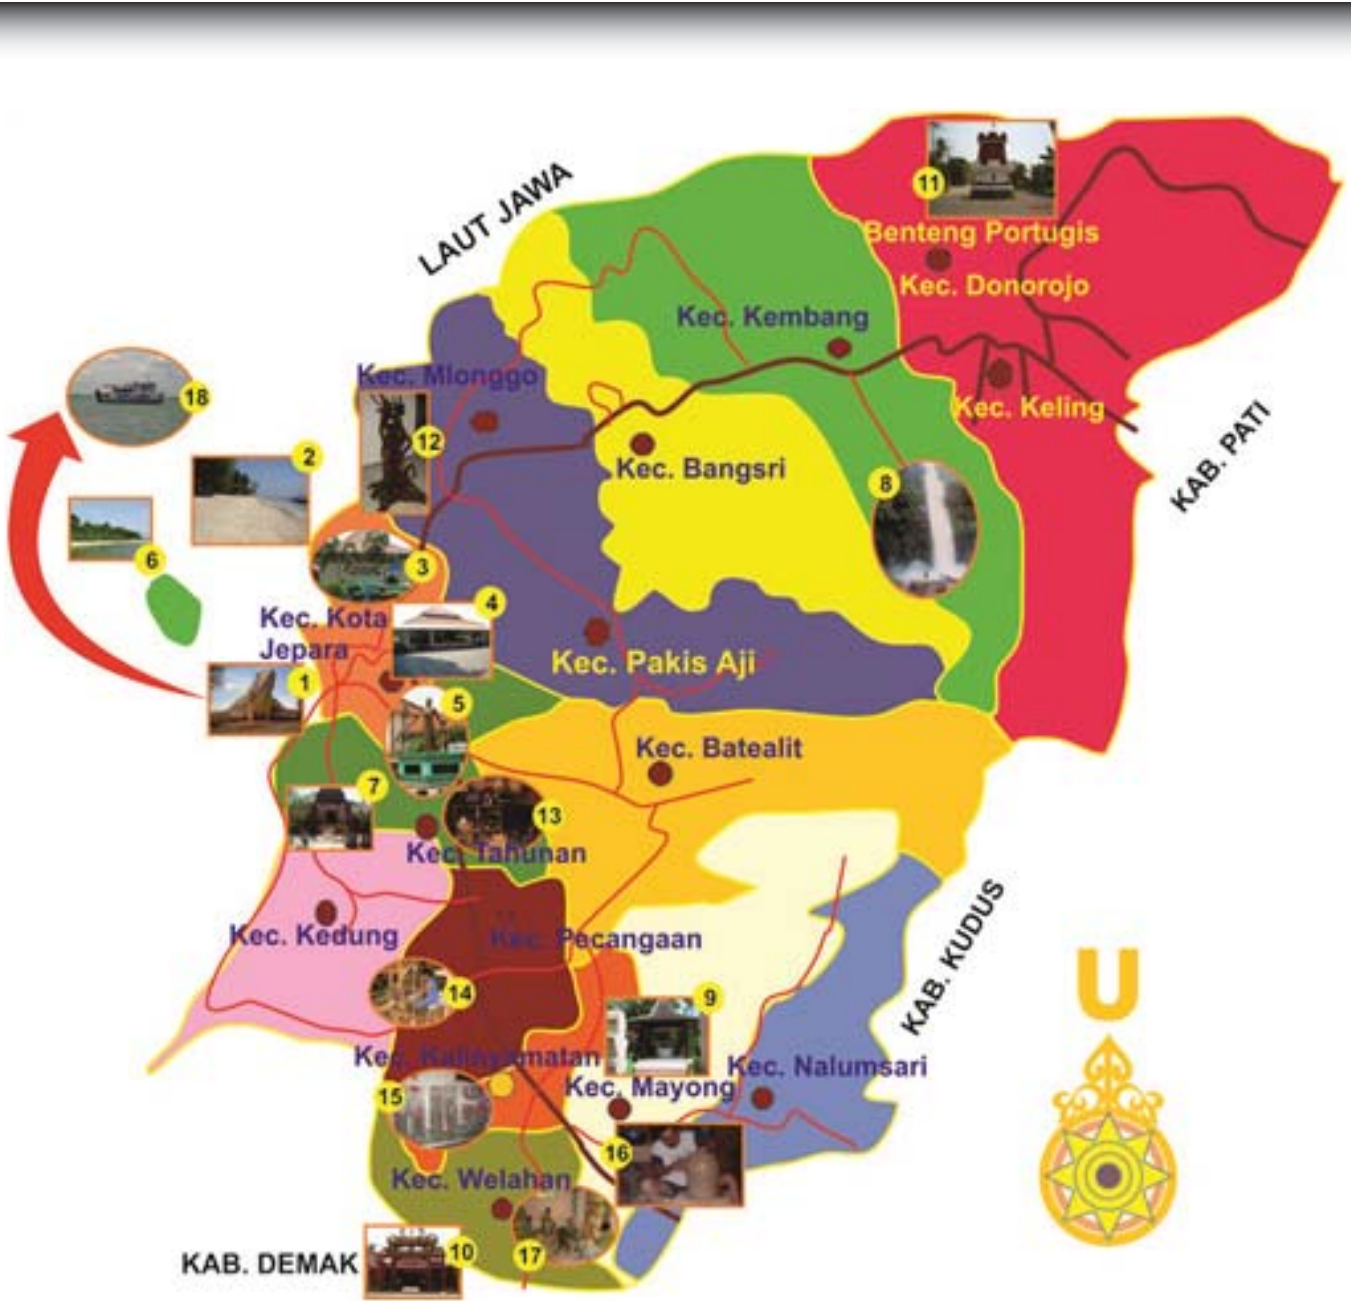 LAUT JAWA
11
Benteng Portugis
Kec. Donorojo
Kec. Kembang
Kec. Mlonggo
18
Kec. Keling
12
2
KAB. PATI
Kec. Bangsri
8
6
3
4
Kec. Kota
Jepara
Kec. Pakis Aji
1
5
Kec. Batealit
7
13
Kec. Tahunan
Kec. Kedung
Kec. Pecangaan
KAB. KUDUS
14
9
U
Kec. Kalinyamatan
Kec. Nalumsari
Kec. Mayong
15
16
Kec. Welahan
KAB. DEMAK
10
17